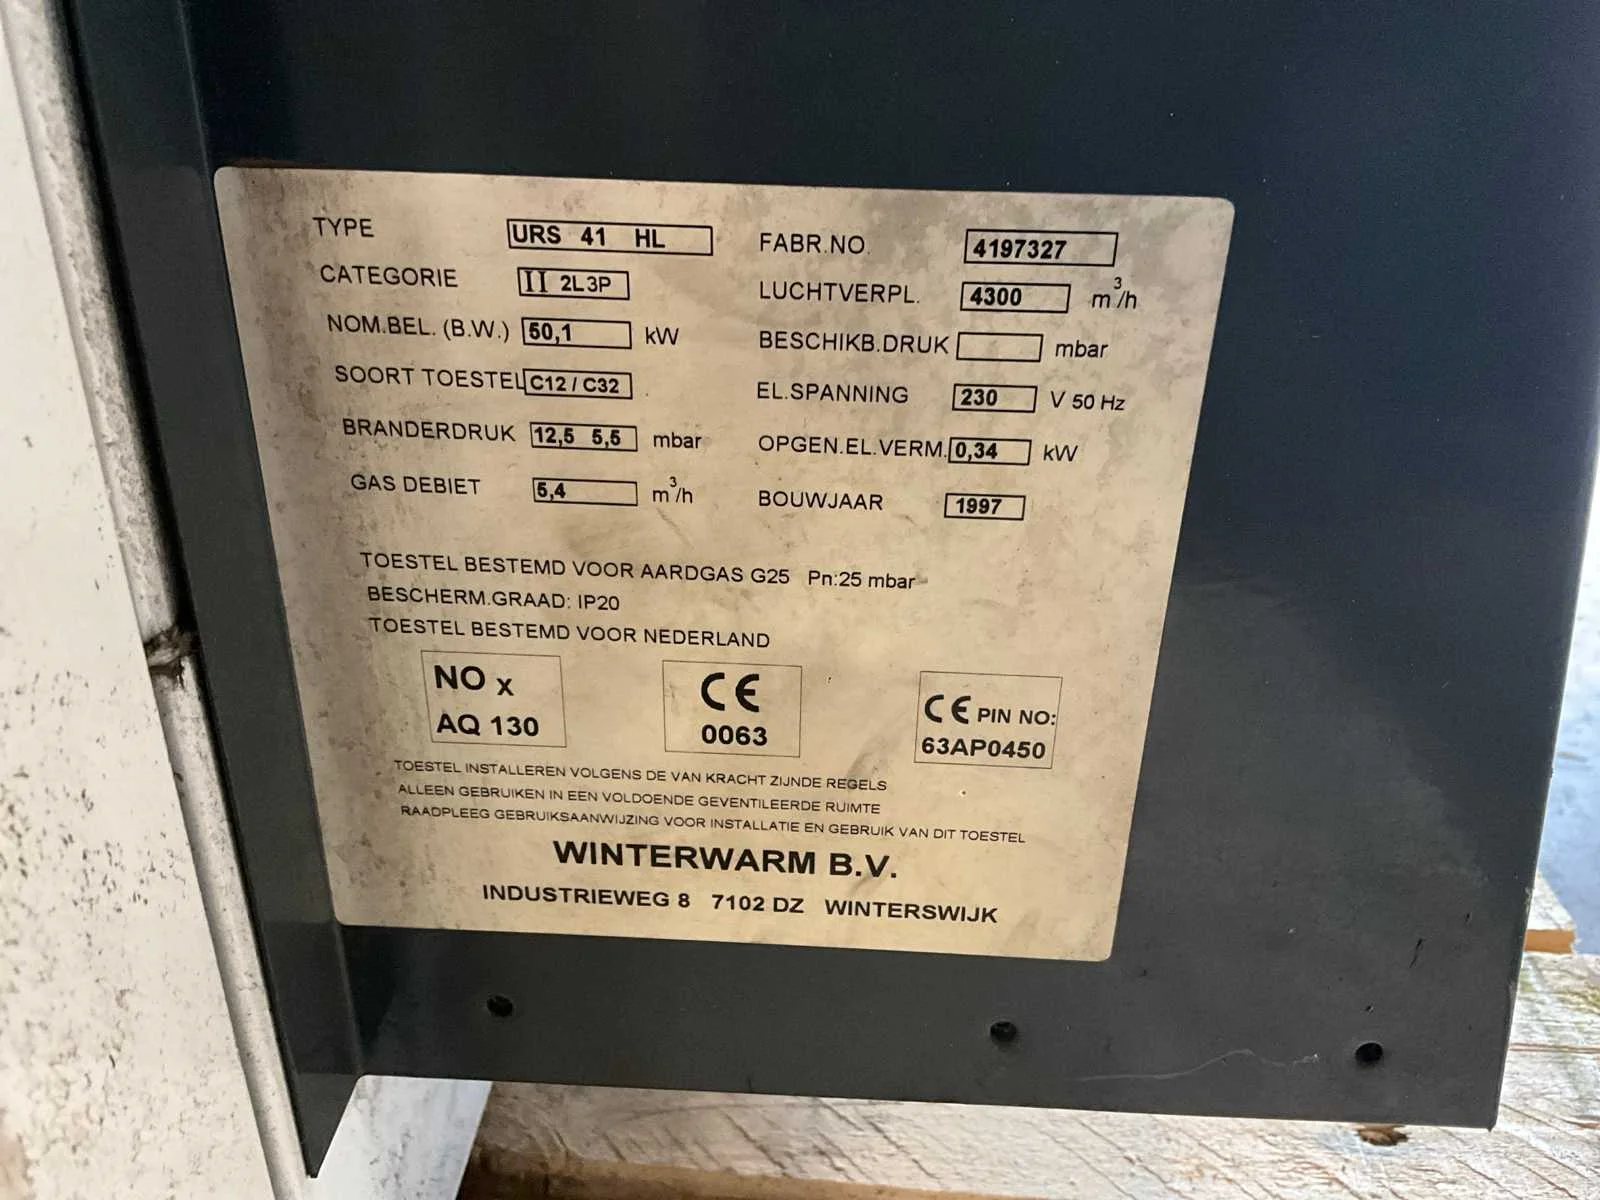 TYPE URS 41 HL FABR.NO. 4197327
CATEGORIE II 2L3P LUCHTVERPL. 4300 m³/h
NOM.BEL. (B.W.) 50,1 kW BESCHIKB.DRUK mbar
SOORT TOESTEL C12 / C32 EL.SPANNING 230 V 50 Hz
BRANDERDRUK 12,5 5,5 mbar OPGEN.EL.VERM. 0,34 kW
GAS DEBIET 5,4 m³/h BOUWJAAR 1997
TOESTEL BESTEMD VOOR AARDGAS G25 Pn:25 mbar
BESCHERM.GRAAD: IP20
TOESTEL BESTEMD VOOR NEDERLAND
NO x
AQ 130
CE
0063
CE PIN NO:
63AP0450
TOESTEL INSTALLEREN VOLGENS DE VAN KRACHT ZIJNDE REGELS
ALLEEN GEBRUIKEN IN EEN VOLDOENDE GEVENTILEERDE RUIMTE
RAADPLEEG GEBRUIKSAANWIJZING VOOR INSTALLATIE EN GEBRUIK VAN DIT TOESTEL
WINTERWARM B.V.
INDUSTRIEWEG 8 7102 DZ WINTERSWIJK